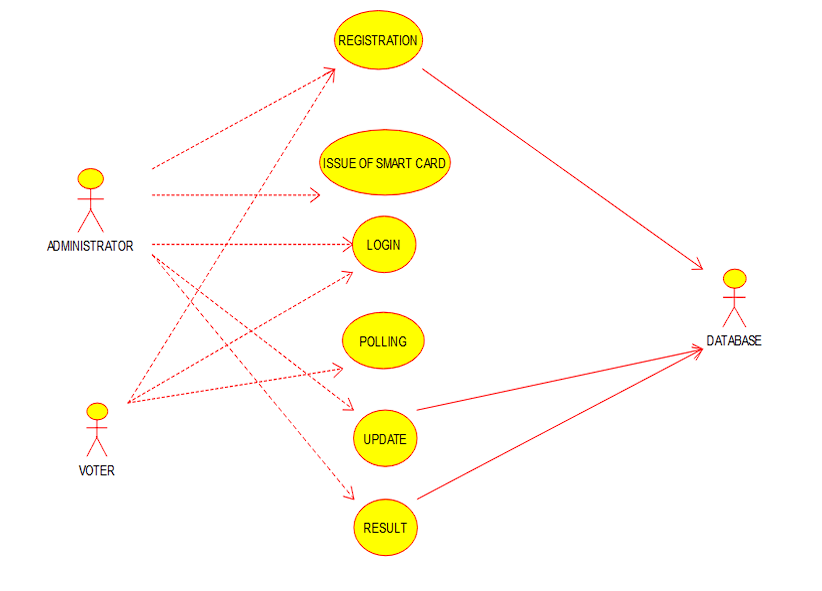 REGISTRATION
ISSUE OF SMART CARD
ADMINISTRATOR
LOGIN
DATABASE
POLLING
UPDATE
VOTER
RESULT